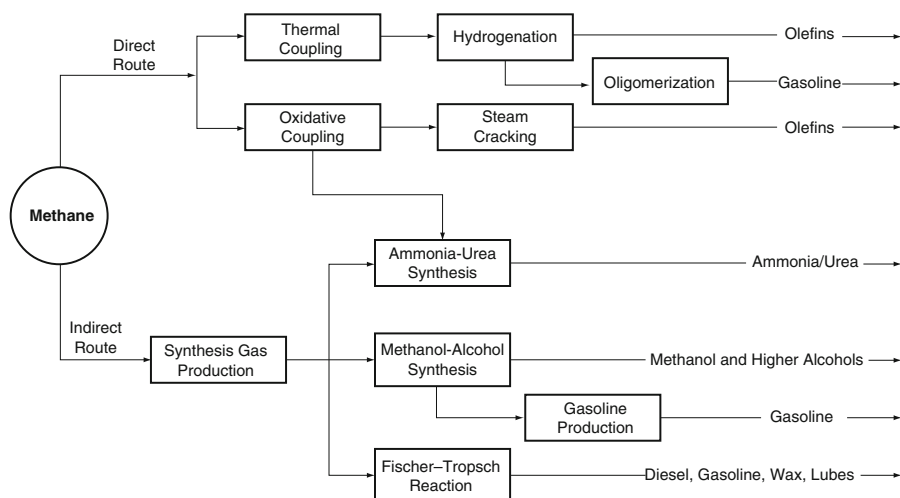 Direct
Route
Thermal
Coupling
Hydrogenation
Olefins
Oligomerization
Gasoline
Oxidative
Coupling
Steam
Cracking
Olefins
Methane
Ammonia-Urea
Synthesis
Ammonia/Urea
Indirect
Route
Synthesis Gas
Production
Methanol-Alcohol
Synthesis
Methanol and Higher Alcohols
Gasoline
Production
Gasoline
Fischer–Tropsch
Reaction
Diesel, Gasoline, Wax, Lubes